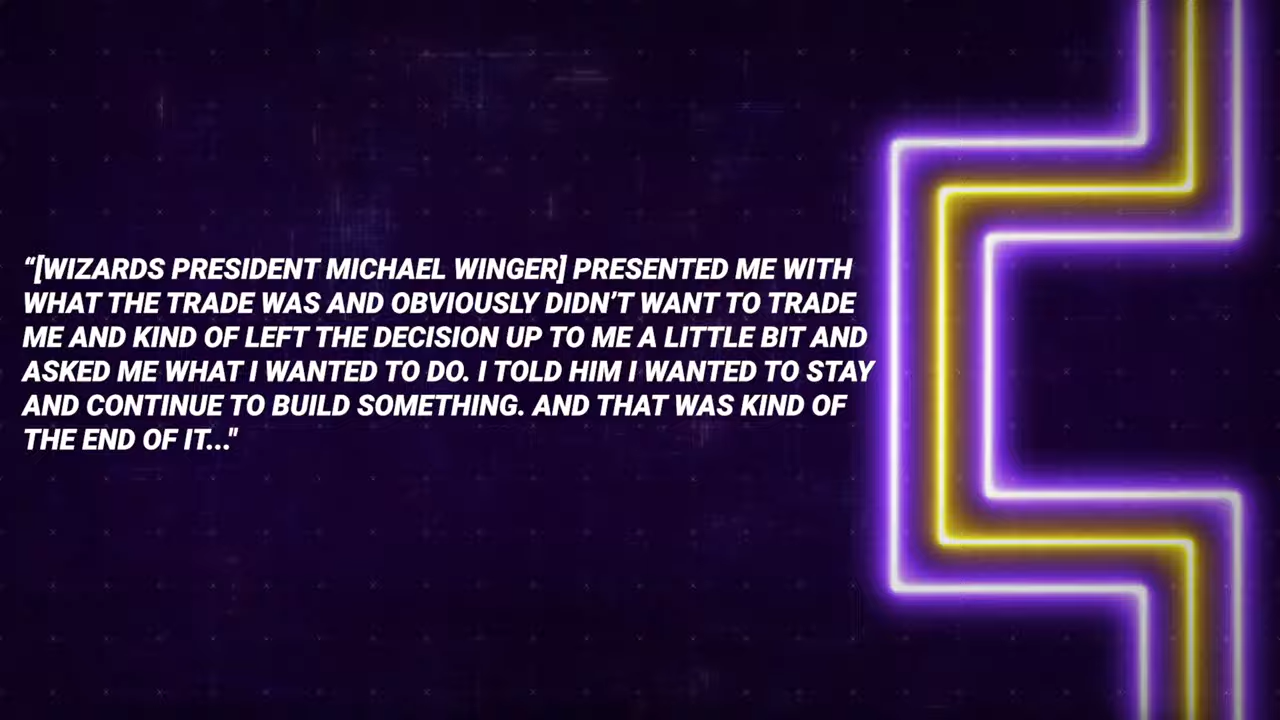 “[WIZARDS PRESIDENT MICHAEL WINGER] PRESENTED ME WITH
WHAT THE TRADE WAS AND OBVIOUSLY DIDN’T WANT TO TRADE
ME AND KIND OF LEFT THE DECISION UP TO ME A LITTLE BIT AND
ASKED ME WHAT I WANTED TO DO. I TOLD HIM I WANTED TO STAY
AND CONTINUE TO BUILD SOMETHING. AND THAT WAS KIND OF
THE END OF IT..."